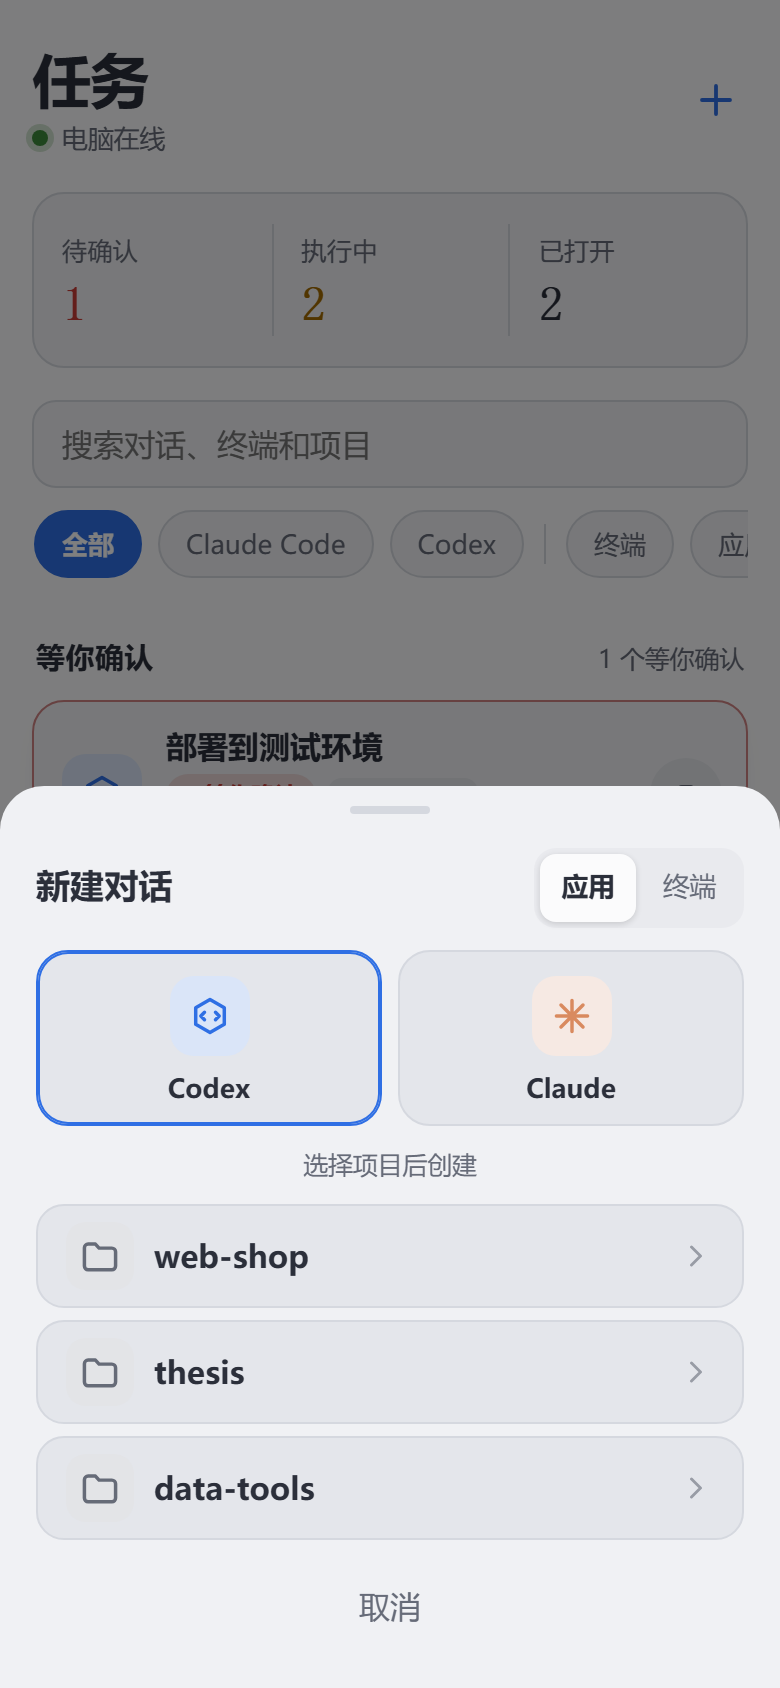 任务
电脑在线
待确认
执行中
已打开
1
2
2
搜索对话、终端和项目
全部
Claude Code
Codex
终端
等你确认
1 个等你确认
部署到测试环境
新建对话
应用
终端
Codex
Claude
选择项目后创建
web-shop
thesis
data-tools
取消